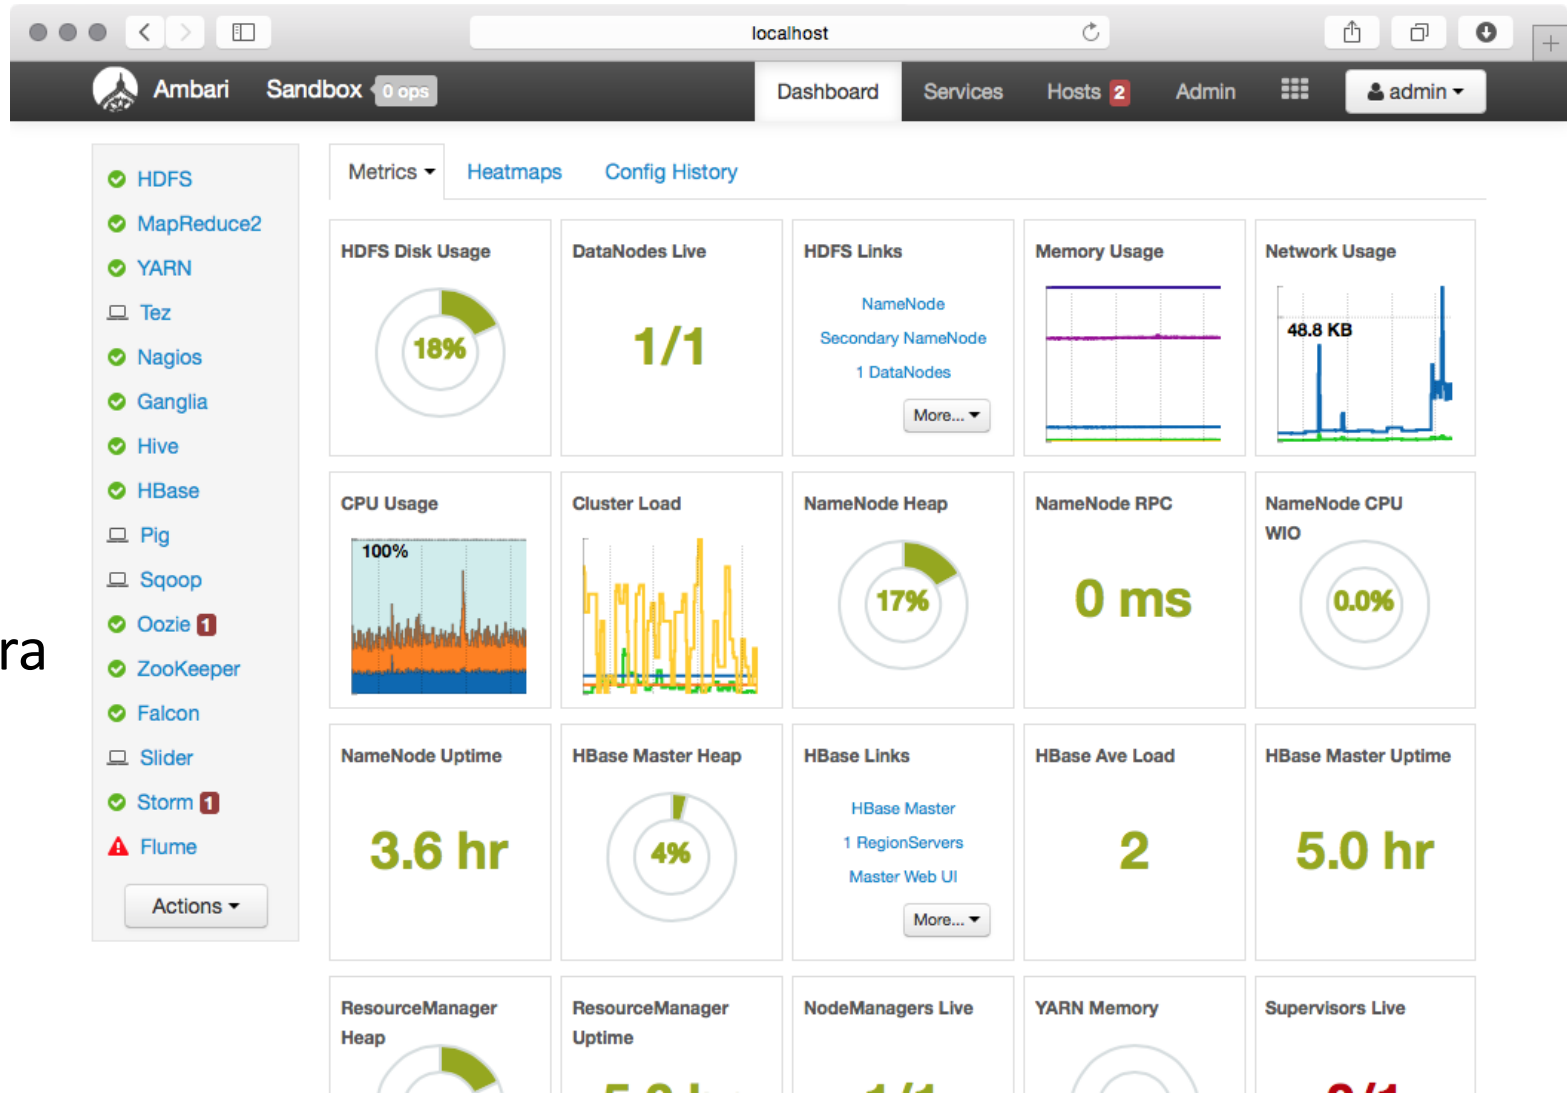 localhost
Ambari Sandbox 0 ops Dashboard Services Hosts 2 Admin admin
HDFS
MapReduce2
YARN
Tez
Nagios
Ganglia
Hive
HBase
Pig
Sqoop
Oozie 1
ZooKeeper
Falcon
Slider
Storm 1
Flume
Actions
ra
Metrics Heatmaps Config History
HDFS Disk Usage
18%
DataNodes Live
1/1
HDFS Links
NameNode
Secondary NameNode
1 DataNodes
More...
Memory Usage
Network Usage
48.8 KB
CPU Usage
100%
Cluster Load
NameNode Heap
17%
NameNode RPC
0 ms
NameNode CPU
WIO
0.0%
NameNode Uptime
3.6 hr
HBase Master Heap
4%
HBase Links
HBase Master
1 RegionServers
Master Web UI
More...
HBase Ave Load
2
HBase Master Uptime
5.0 hr
ResourceManager
Heap
ResourceManager
Uptime
NodeManagers Live
1/1
YARN Memory
Supervisors Live